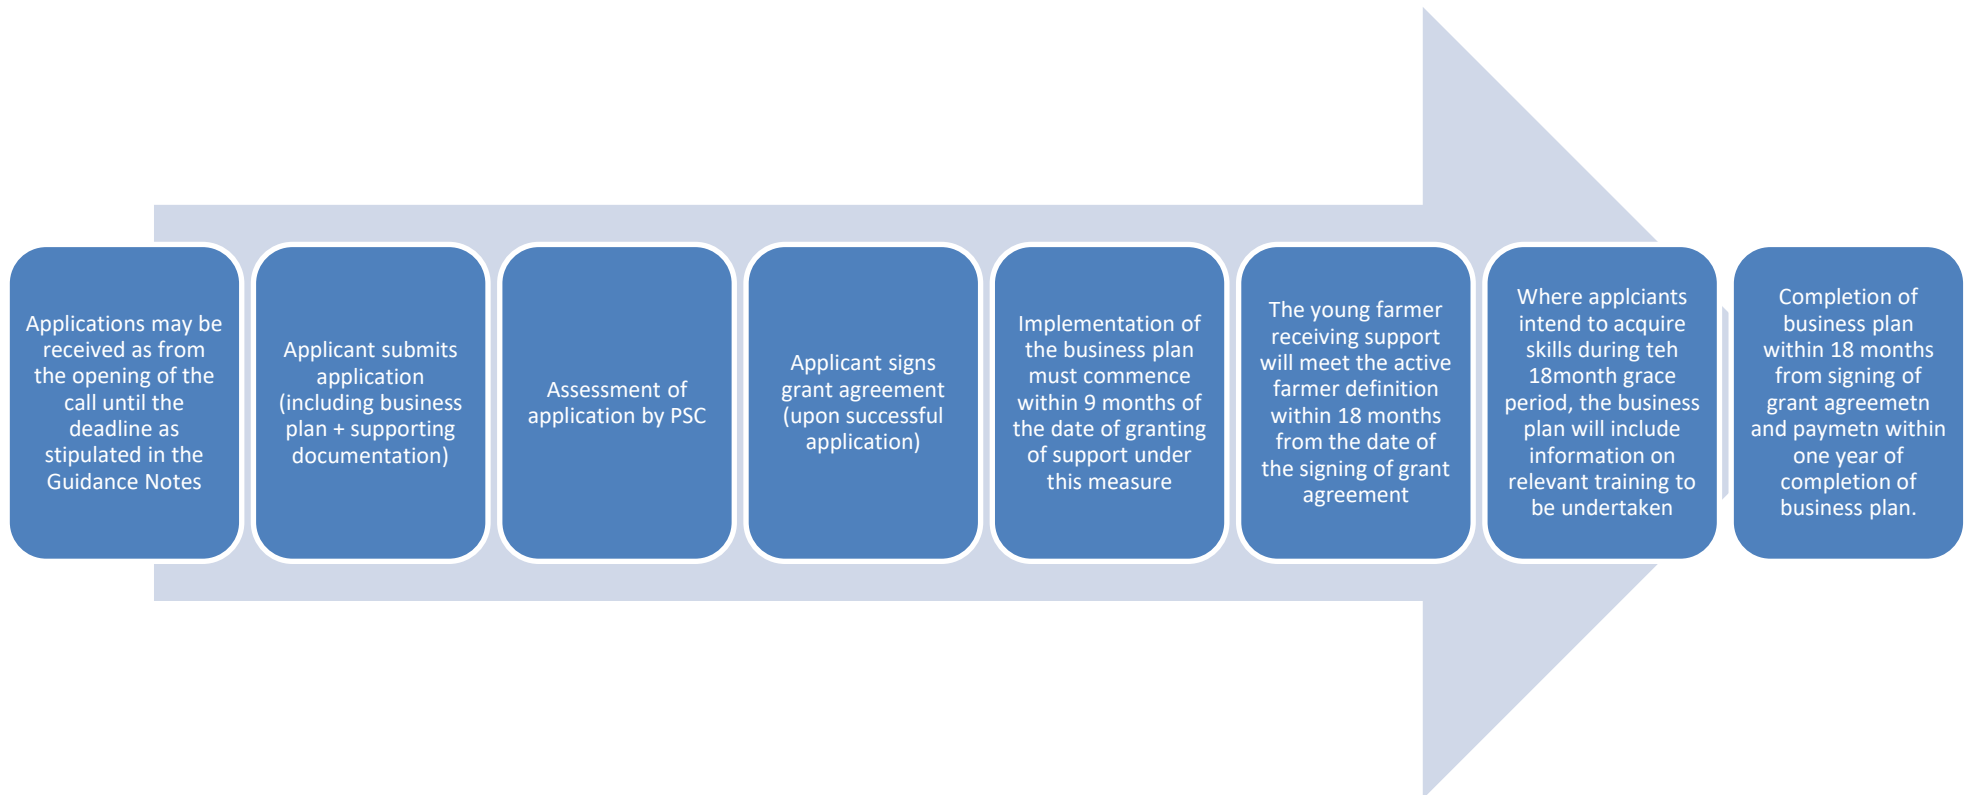 Applications may be
received as from
the opening of the
call until the
deadline as
stipulated in the
Guidance Notes
Applicant submits
application
(including business
plan + supporting
documentation)
Assessment of
application by PSC
Applicant signs
grant agreement
(upon successful
application)
Implementation of
the business plan
must commence
within 9 months of
the date of granting
of support under
this measure
The young farmer
receiving support
will meet the active
farmer definition
within 18 months
from the date of
the signing of grant
agreement
Where applciants
intend to acquire
skills during teh
18month grace
period, the business
plan will include
information on
relevant training to
be undertaken
Completion of
business plan
within 18 months
from signing of
grant agreemetn
and paymetn within
one year of
completion of
business plan.